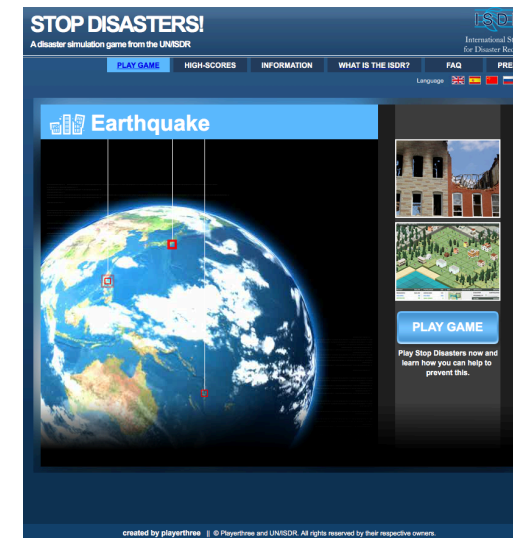 STOP DISASTERS!
A disaster simulation game from the UN/ISDR
ISD
International St
for Disaster Rec
PLAY GAME HIGH-SCORES INFORMATION WHAT IS THE ISDR? FAQ PRE
Language
Earthquake
PLAY GAME
Play Stop Disasters now and
learn how you can help to
prevent this.
created by playerthree || © Playerthree and UN/ISDR. All rights reserved by their respective owners.